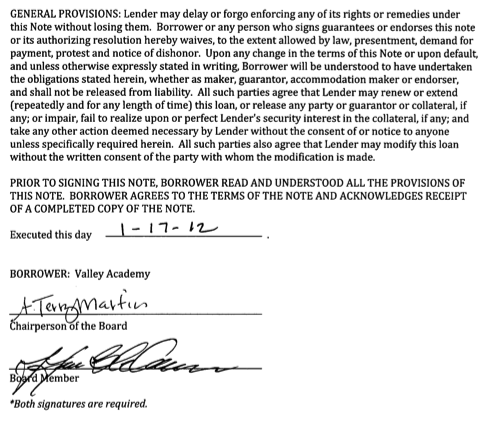 GENERAL PROVISIONS: Lender may delay or forgo enforcing any of its rights or remedies under
this Note without losing them. Borrower or any person who signs guarantees or endorses this note
or its authorizing resolution hereby waives, to the extent allowed by law, presentment, demand for
payment, protest and notice of dishonor. Upon any change in the terms of this Note or upon default,
and unless otherwise expressly stated in writing, Borrower will be understood to have undertaken
the obligations stated herein, whether as maker, guarantor, accommodation maker or endorser,
and shall not be released from liability. All such parties agree that Lender may renew or extend
(repeatedly and for any length of time) this loan, or release any party or guarantor or collateral, if
any; or impair, fail to realize upon or perfect Lender's security interest in the collateral, if any; and
take any other action deemed necessary by Lender without the consent of or notice to anyone
unless specifically required herein. All such parties also agree that Lender may modify this loan
without the written consent of the party with whom the modification is made.
PRIOR TO SIGNING THIS NOTE, BORROWER READ AND UNDERSTOOD ALL THE PROVISIONS OF
THIS NOTE. BORROWER AGREES TO THE TERMS OF THE NOTE AND ACKNOWLEDGES RECEIPT
OF A COMPLETED COPY OF THE NOTE.
Executed this day 1-17-12.
BORROWER: Valley Academy
A. Terry Martin
Chairperson of the Board
Board Member
*Both signatures are required.